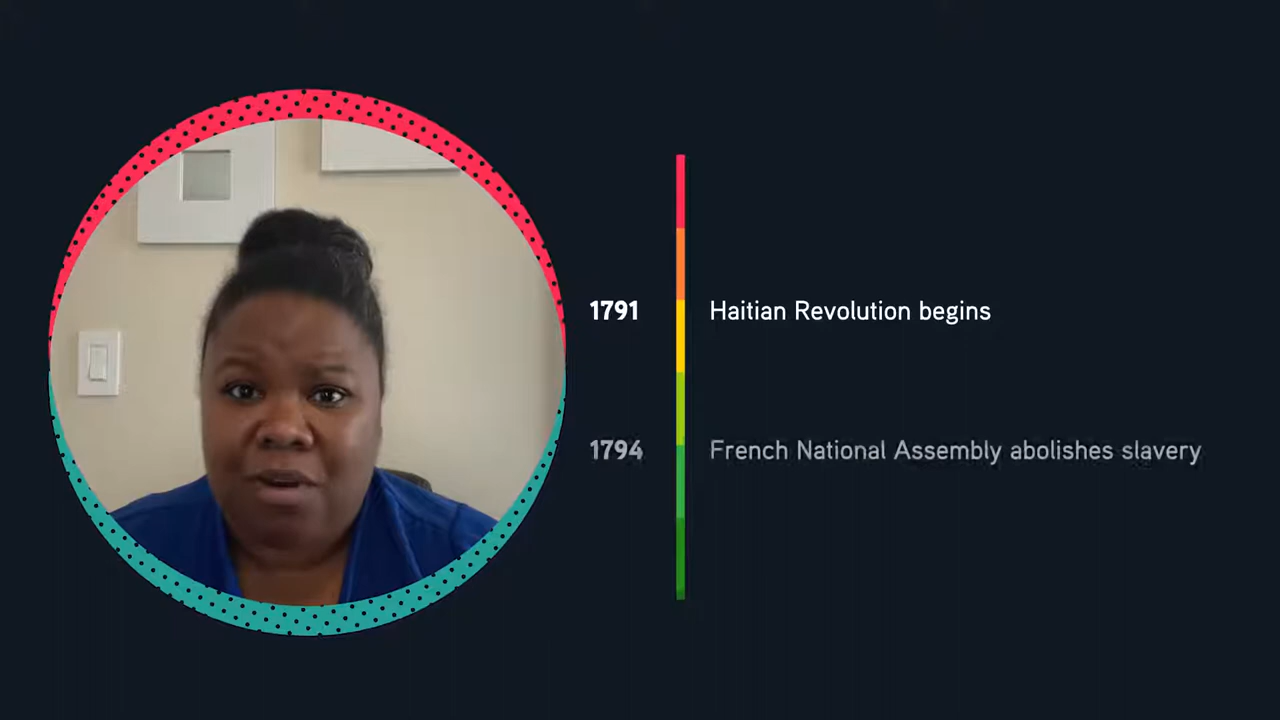 1791 Haitian Revolution begins
1794 French National Assembly abolishes slavery